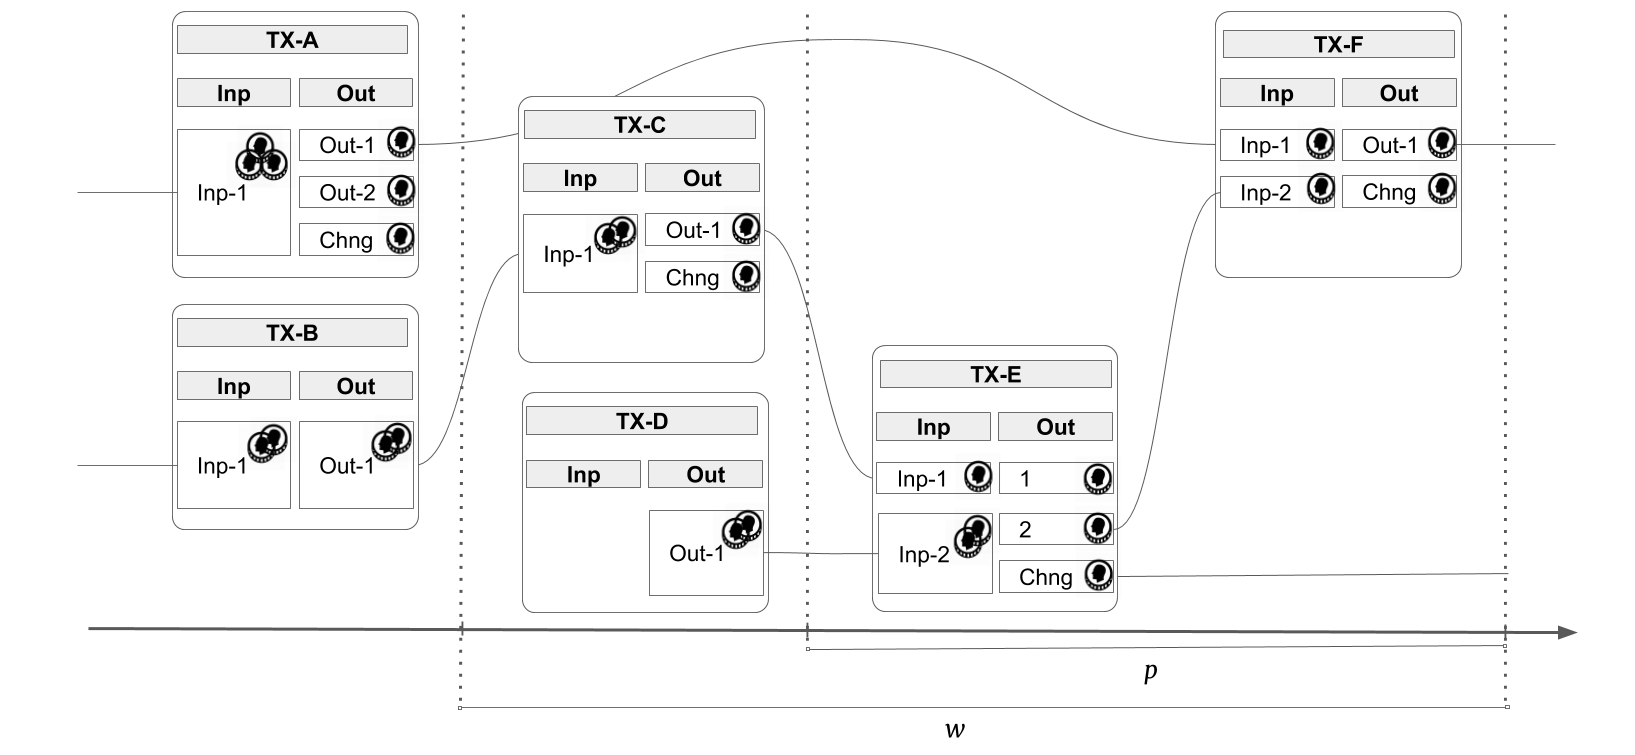 TX-A
Inp Out
Inp-1
Out-1
Out-2
Chng
TX-B
Inp Out
Inp-1 Out-1
TX-C
Inp Out
Inp-1
Out-1
Chng
TX-D
Inp Out
Out-1
TX-E
Inp Out
Inp-1 1
Inp-2
2
Chng
TX-F
Inp Out
Inp-1 Out-1
Inp-2 Chng
p
w